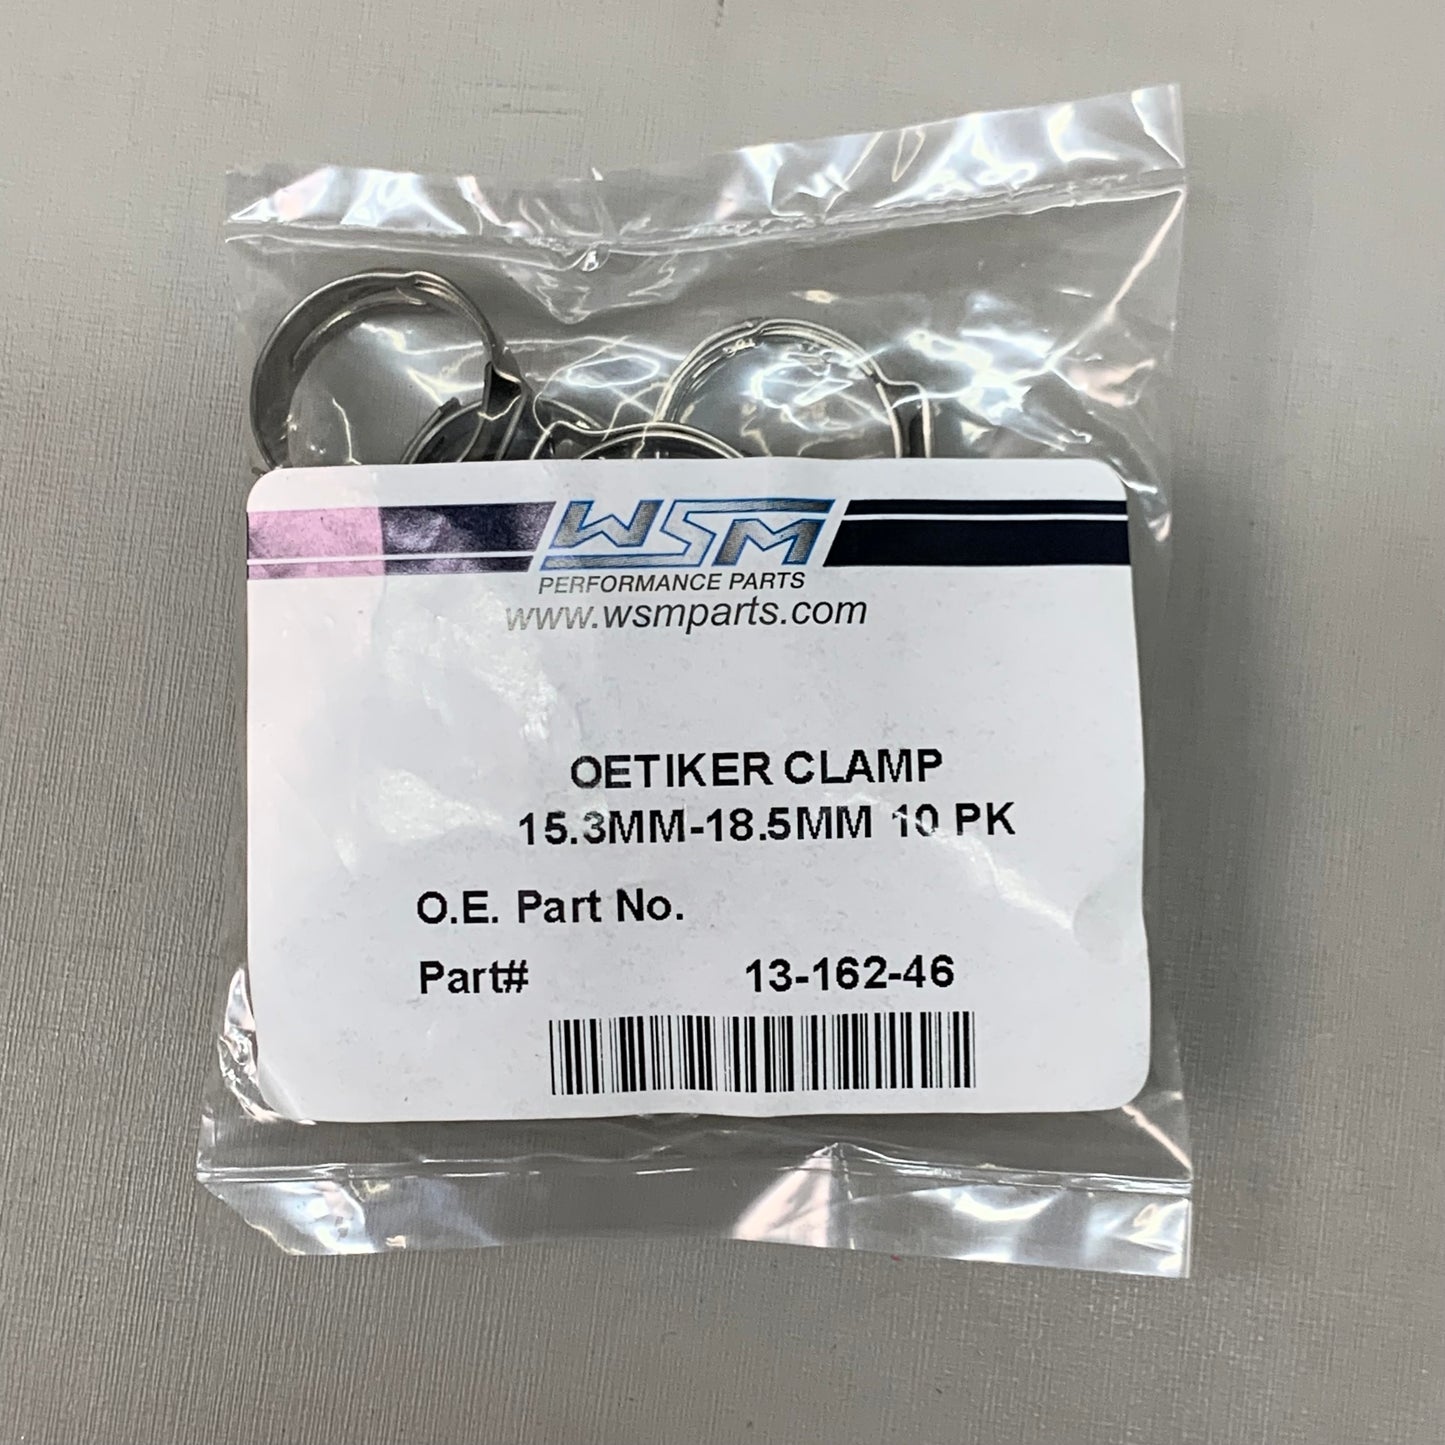 WSM
PERFORMANCE PARTS
www.wsmparts.com
OETIKER CLAMP
15.3MM-18.5MM 10 PK
O.E. Part No.
Part# 13-162-46